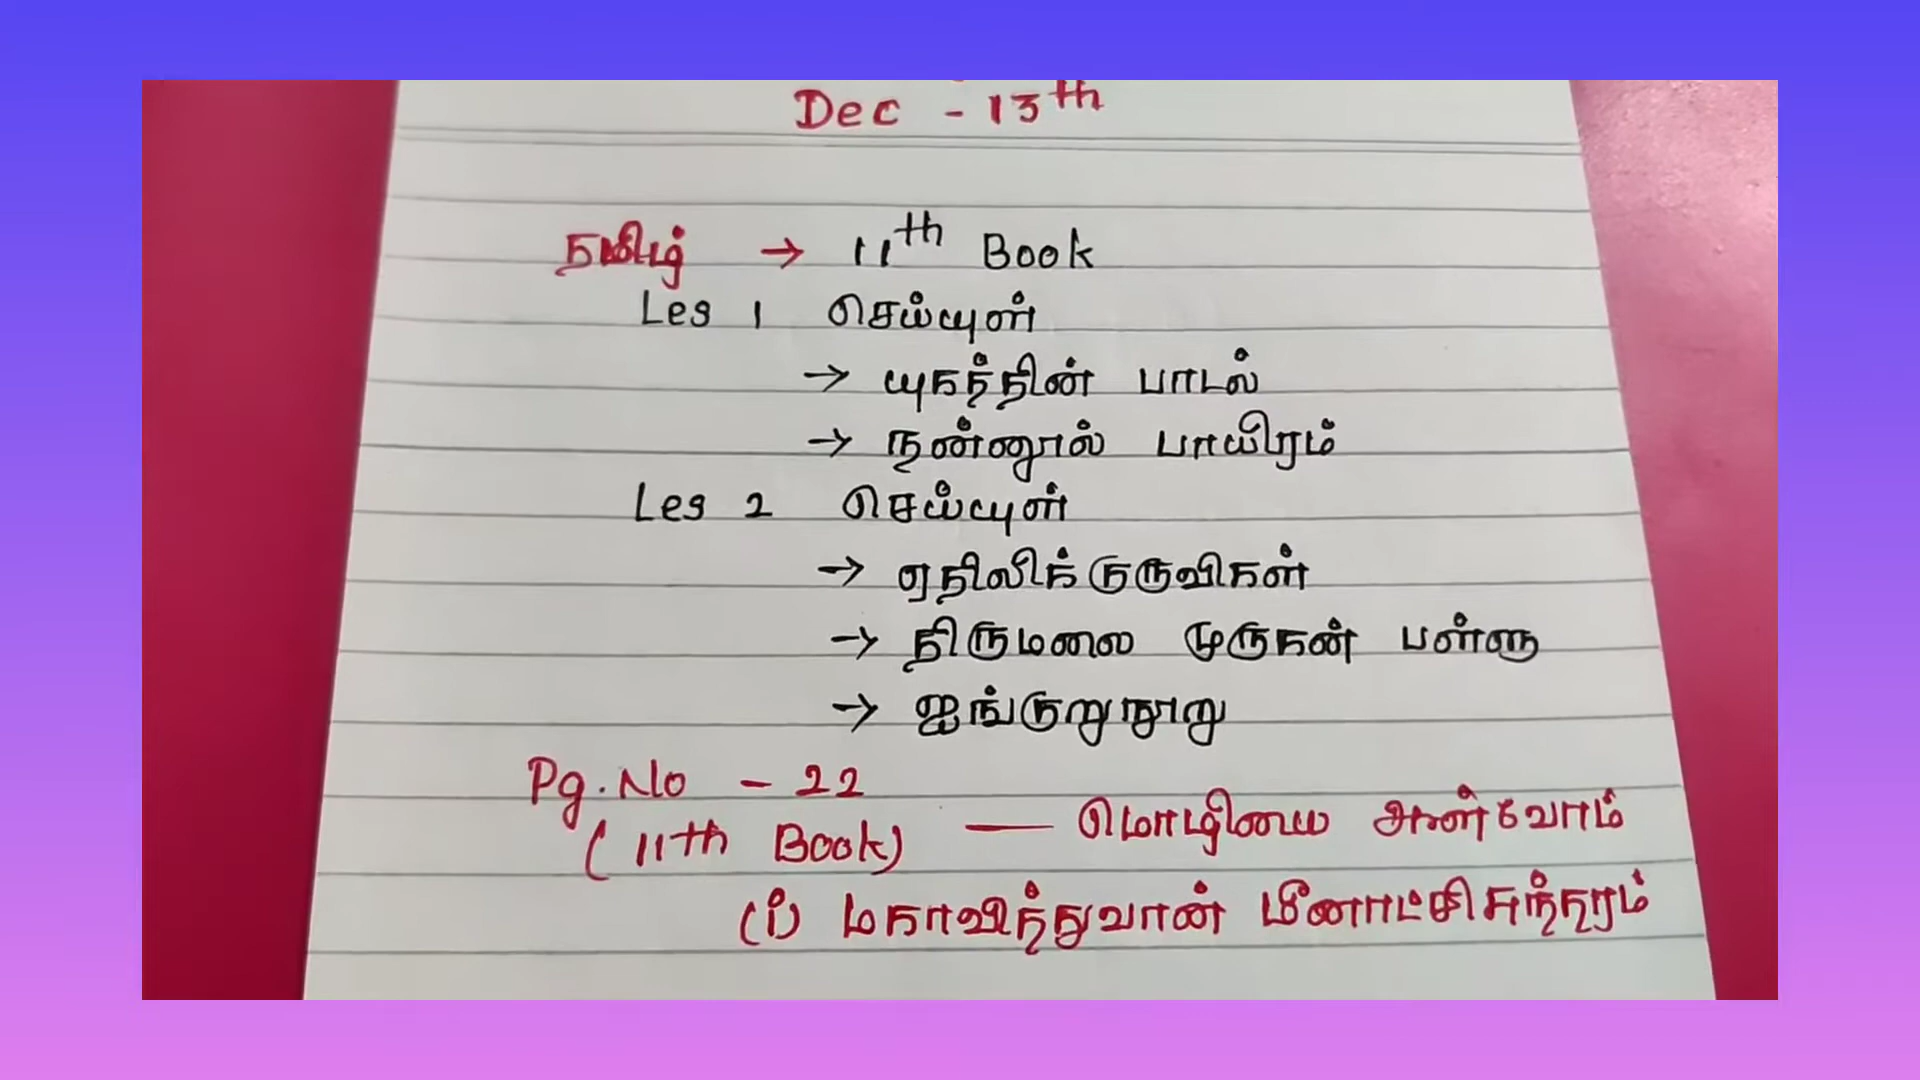 Dec - 13th
தமிழ் → 11th Book
Les 1 செய்யுள்
→ யுகத்தின் பாடல்
→ நன்னூல் பாயிரம்
Les 2 செய்யுள்
→ ஏதிலிக் குருவிகள்
→ திருமலை முருகன் பள்ளு
→ ஐங்குறுநூறு
Pg.No - 22
(11th Book) — மொழியை ஆள்வோம்
(i) மகாவித்துவான் மீனாட்சிசுந்தரம்